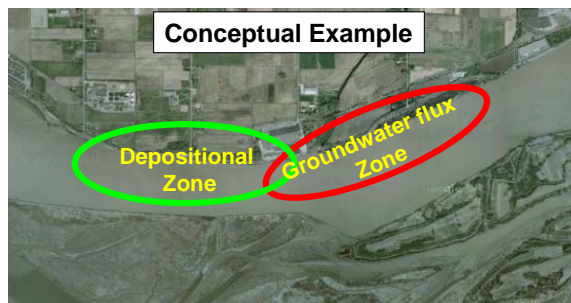 Conceptual Example
Depositional
Zone
Groundwater flux
Zone